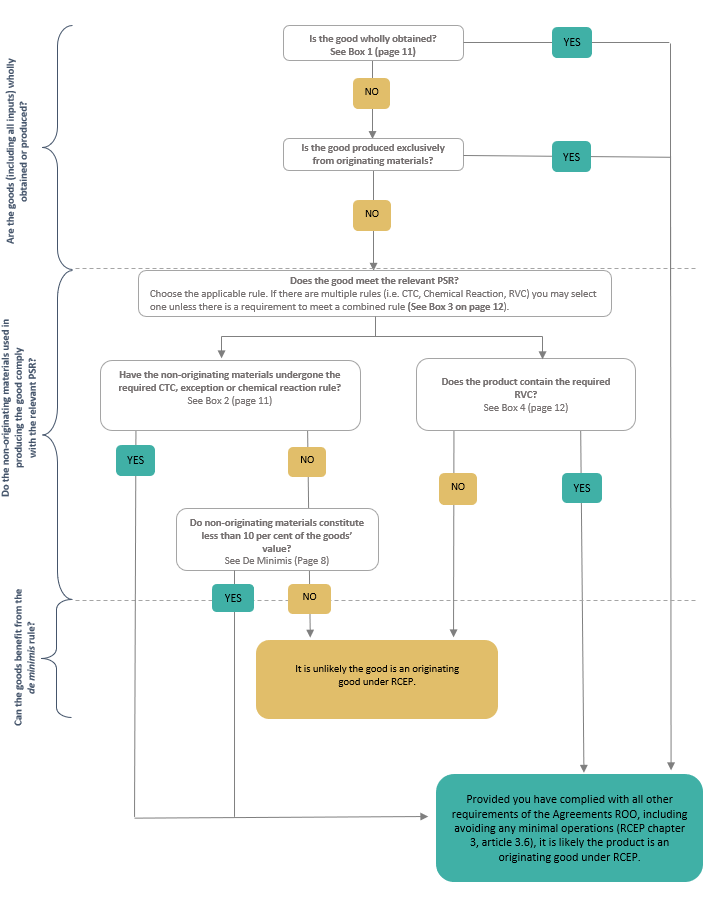 Are the goods (including all inputs) wholly
obtained or produced?
Is the good wholly obtained?
See Box 1 (page 11)
YES
NO
Is the good produced exclusively
from originating materials?
YES
NO
Do the non-originating materials used in
producing the good comply
with the relevant PSR?
Does the good meet the relevant PSR?
Choose the applicable rule. If there are multiple rules (i.e. CTC, Chemical Reaction, RVC) you may select
one unless there is a requirement to meet a combined rule (See Box 3 on page 12).
Have the non-originating materials undergone the
required CTC, exception or chemical reaction rule?
See Box 2 (page 11)
Does the product contain the required
RVC?
See Box 4 (page 12)
YES
NO
NO
YES
Do non-originating materials constitute
less than 10 per cent of the goods'
value?
See De Minimis (Page 8)
YES
NO
Can the goods benefit from the
de minimis rule?
It is unlikely the good is an originating
good under RCEP.
Provided you have complied with all other
requirements of the Agreements ROO, including
avoiding any minimal operations (RCEP chapter
3, article 3.6), it is likely the product is an
originating good under RCEP.